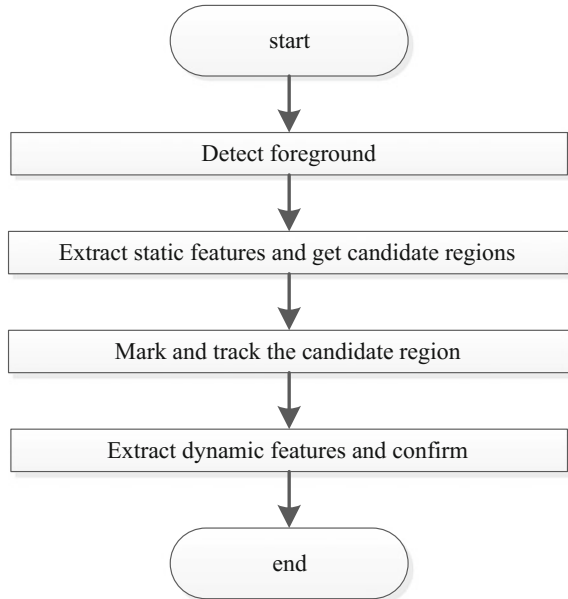 start
Detect foreground
Extract static features and get candidate regions
Mark and track the candidate region
Extract dynamic features and confirm
end